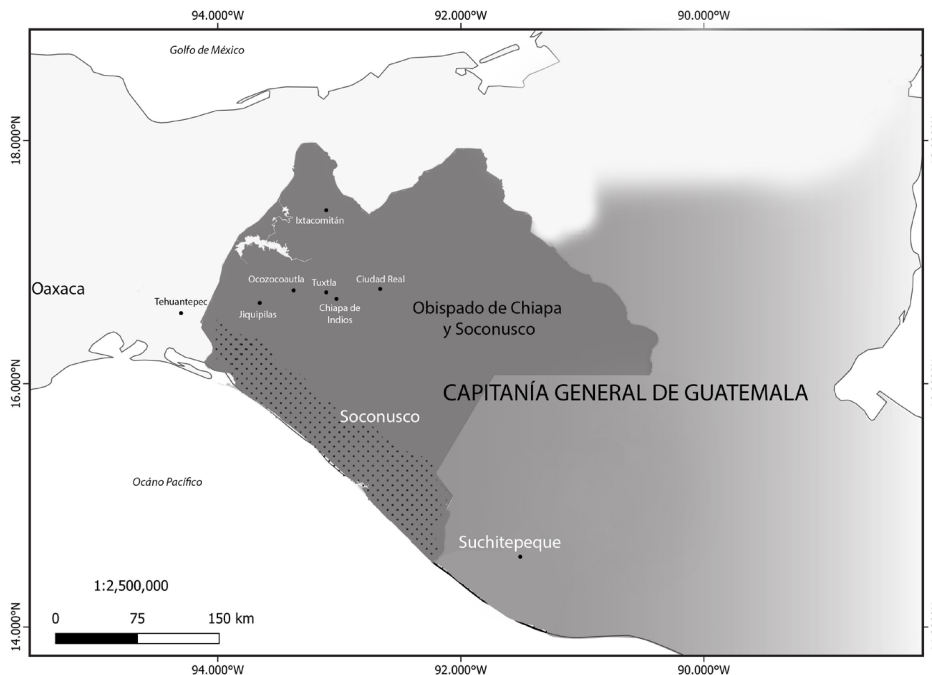 94.000°W
92.000°W
90.000°W
Golfo de México
18.000°N
Ixtacomitán
Oaxaca
Ocozocoautla
Tuxtla
Ciudad Real
Tehuantepec
Jiquipilas
Chiapa de
Indios
Obispado de Chiapa
y Soconusco
16.000°N
CAPITANÍA GENERAL DE GUATEMALA
Soconusco
Océno Pacífico
Suchitepeque
1:2,500,000
0
75
150 km
14.000°N
94.000°W
92.000°W
90.000°W